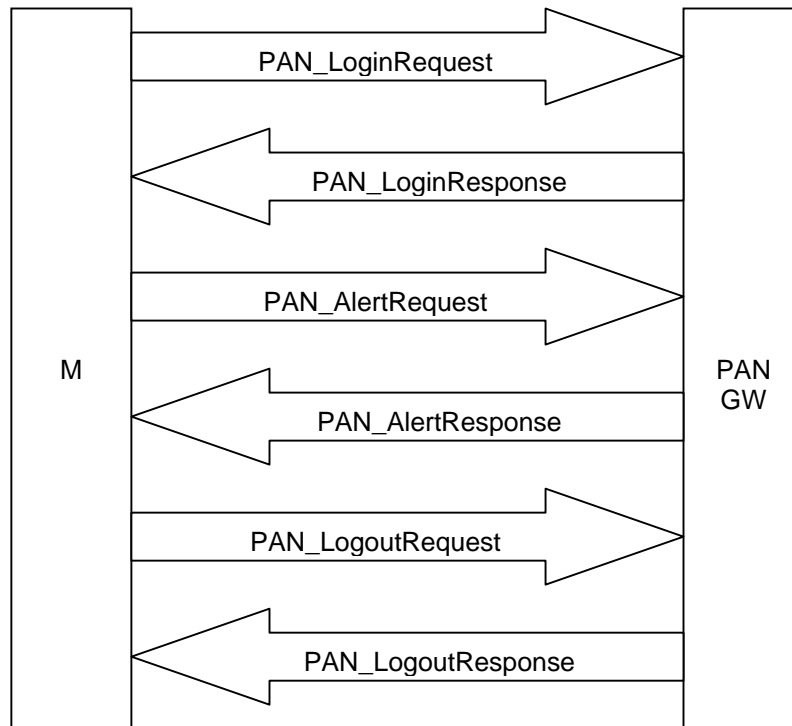 PAN_LoginRequest
PAN_LoginResponse
PAN_AlertRequest
M
PAN
GW
PAN_AlertResponse
PAN_LogoutRequest
PAN_LogoutResponse